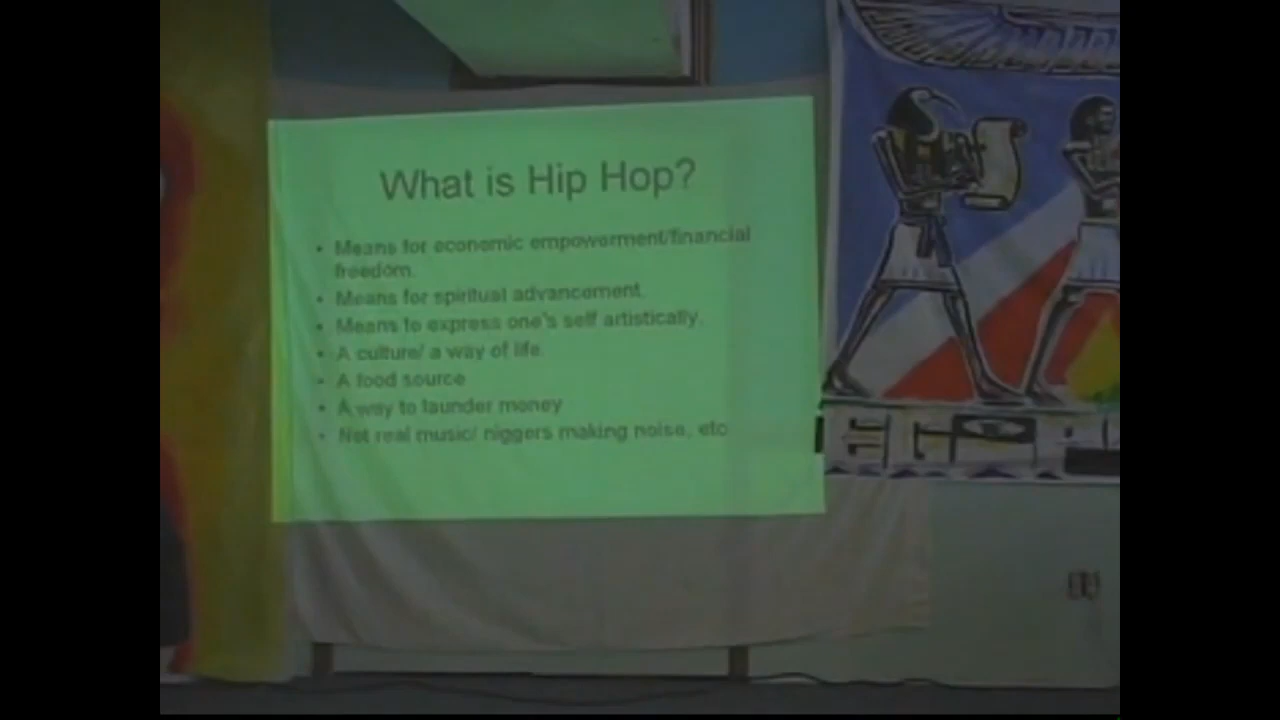 What is Hip Hop?
• Means for economic empowerment/financial
freedom.
• Means for spiritual advancement.
• Means to express one's self artistically.
• A culture/ a way of life.
• A food source
• A way to launder money
• Not real music/ niggers making noise, etc